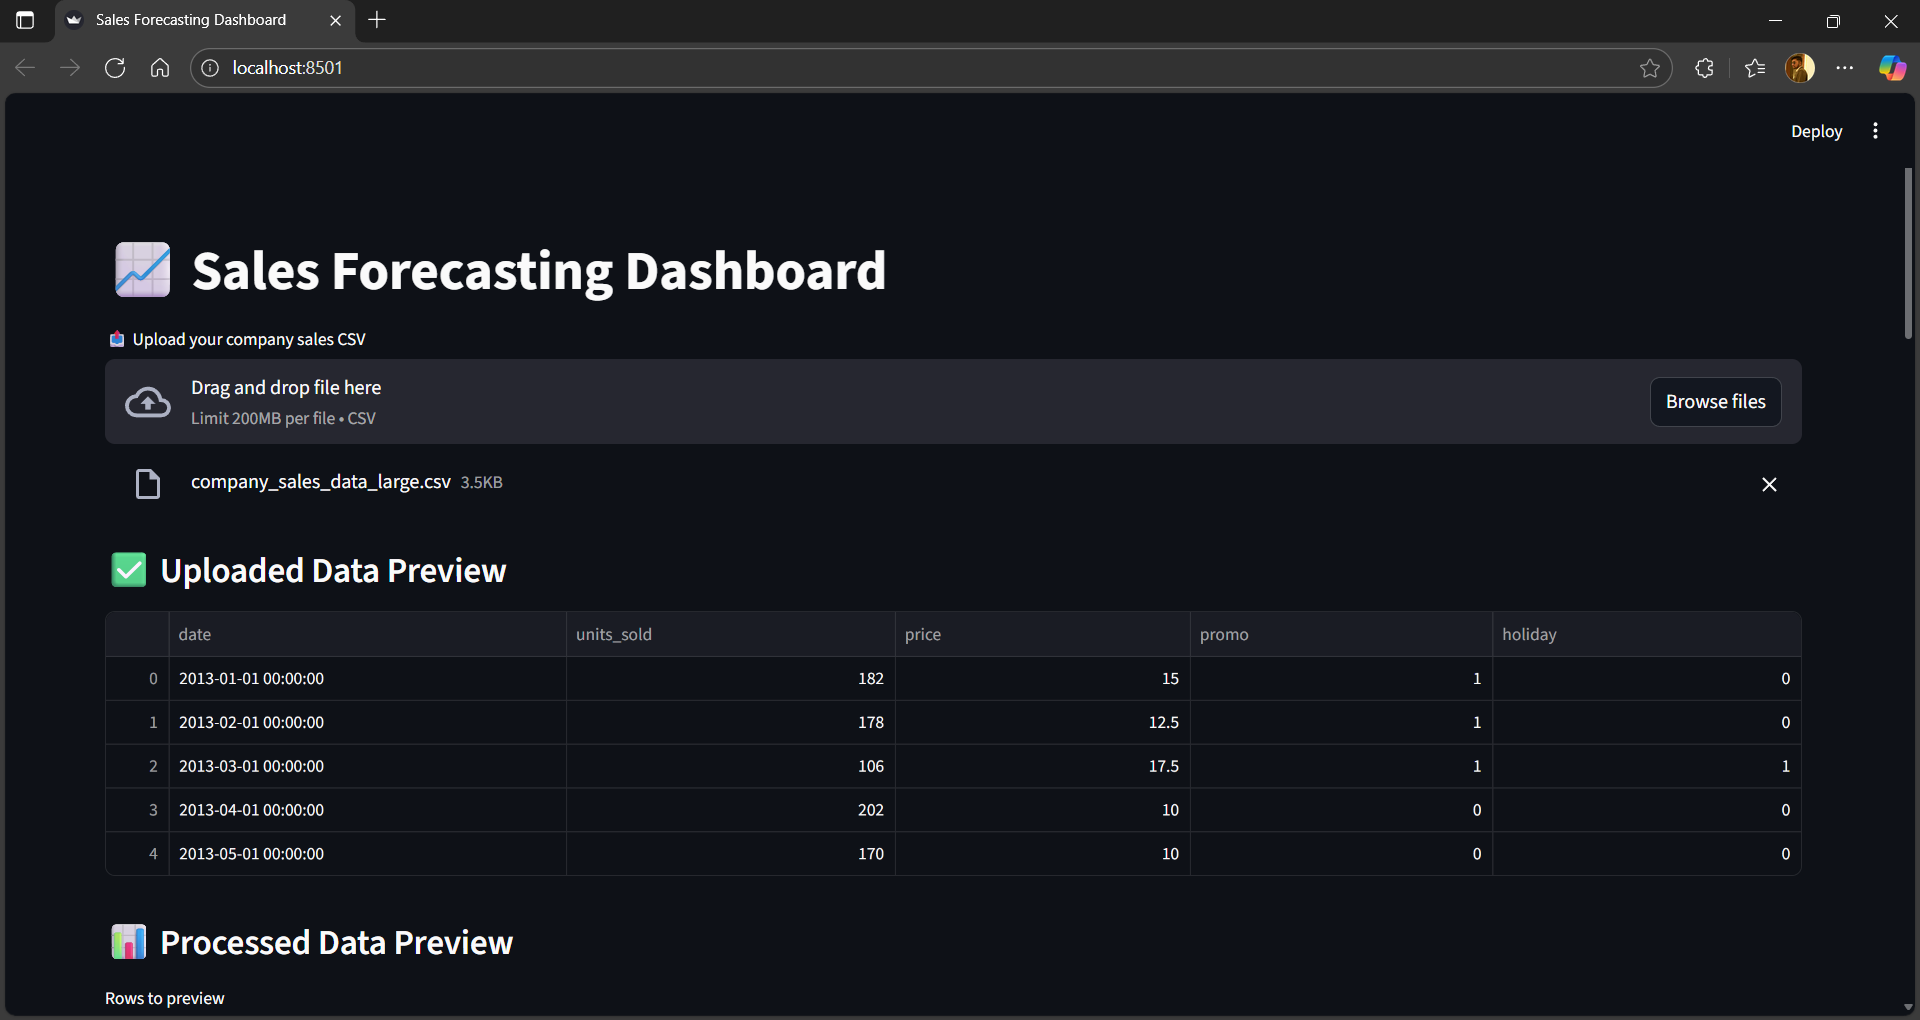 Sales Forecasting Dashboard
localhost:8501
Deploy
Sales Forecasting Dashboard
Upload your company sales CSV
Drag and drop file here
Limit 200MB per file • CSV
Browse files
company_sales_data_large.csv 3.5KB
Uploaded Data Preview
date units_sold price promo holiday
0 2013-01-01 00:00:00 182 15 1 0
1 2013-02-01 00:00:00 178 12.5 1 0
2 2013-03-01 00:00:00 106 17.5 1 1
3 2013-04-01 00:00:00 202 10 0 0
4 2013-05-01 00:00:00 170 10 0 0
Processed Data Preview
Rows to preview